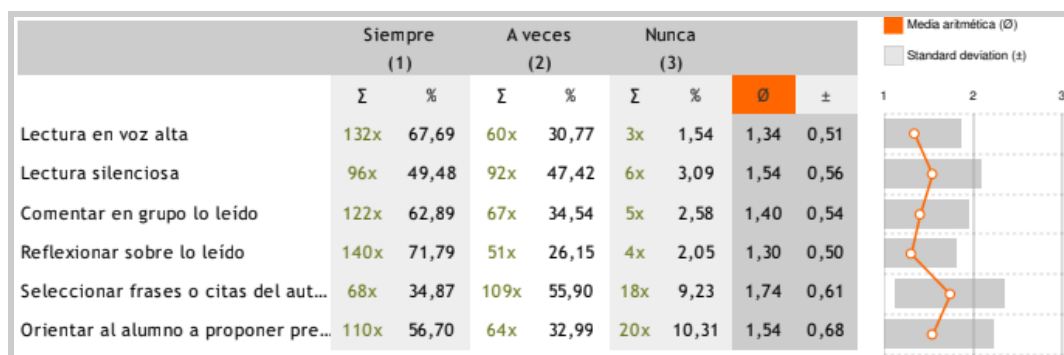 Siempre A veces Nunca
(1) (2) (3)
Σ % Σ % Σ % Ø ±
Lectura en voz alta 132x 67,69 60x 30,77 3x 1,54 1,34 0,51
Lectura silenciosa 96x 49,48 92x 47,42 6x 3,09 1,54 0,56
Comentar en grupo lo leído 122x 62,89 67x 34,54 5x 2,58 1,40 0,54
Reflexionar sobre lo leído 140x 71,79 51x 26,15 4x 2,05 1,30 0,50
Seleccionar frases o citas del aut... 68x 34,87 109x 55,90 18x 9,23 1,74 0,61
Orientar al alumno a proponer pre... 110x 56,70 64x 32,99 20x 10,31 1,54 0,68
Media aritmética (Ø)
Standard deviation (±)
1 2 3